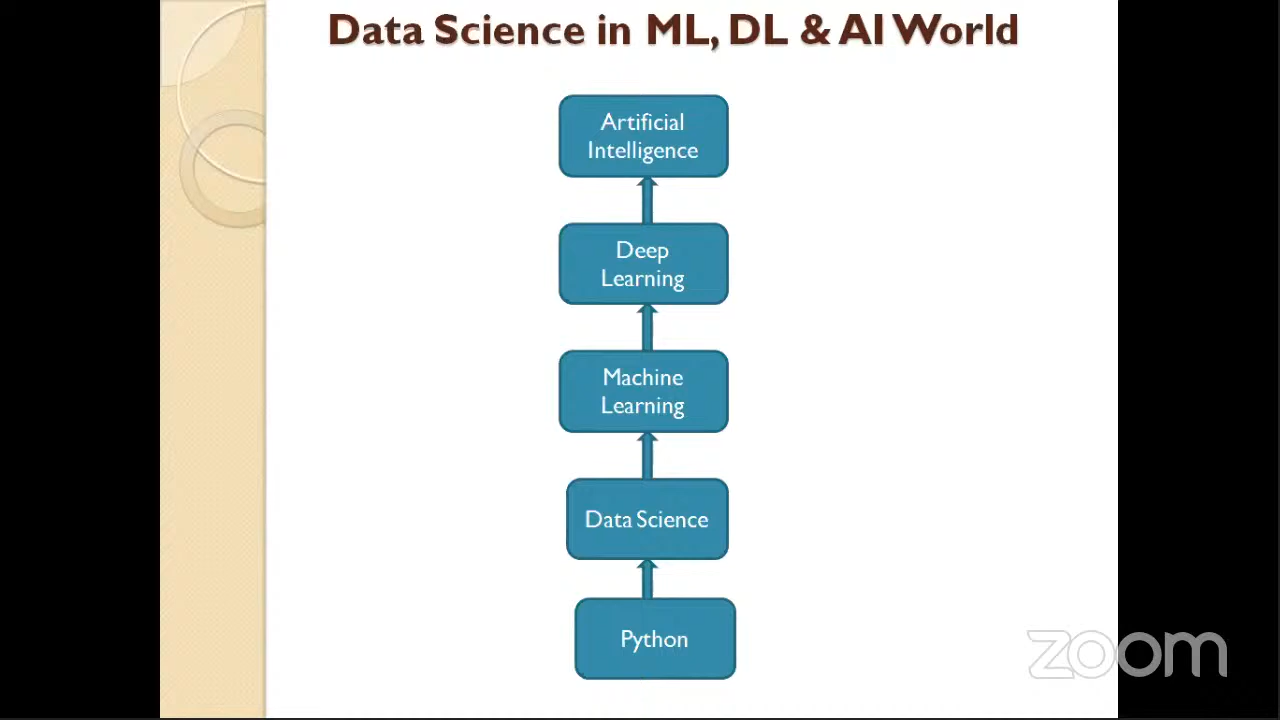 Data Science in ML, DL & AI World
Artificial
Intelligence
Deep
Learning
Machine
Learning
Data Science
Python
zoom